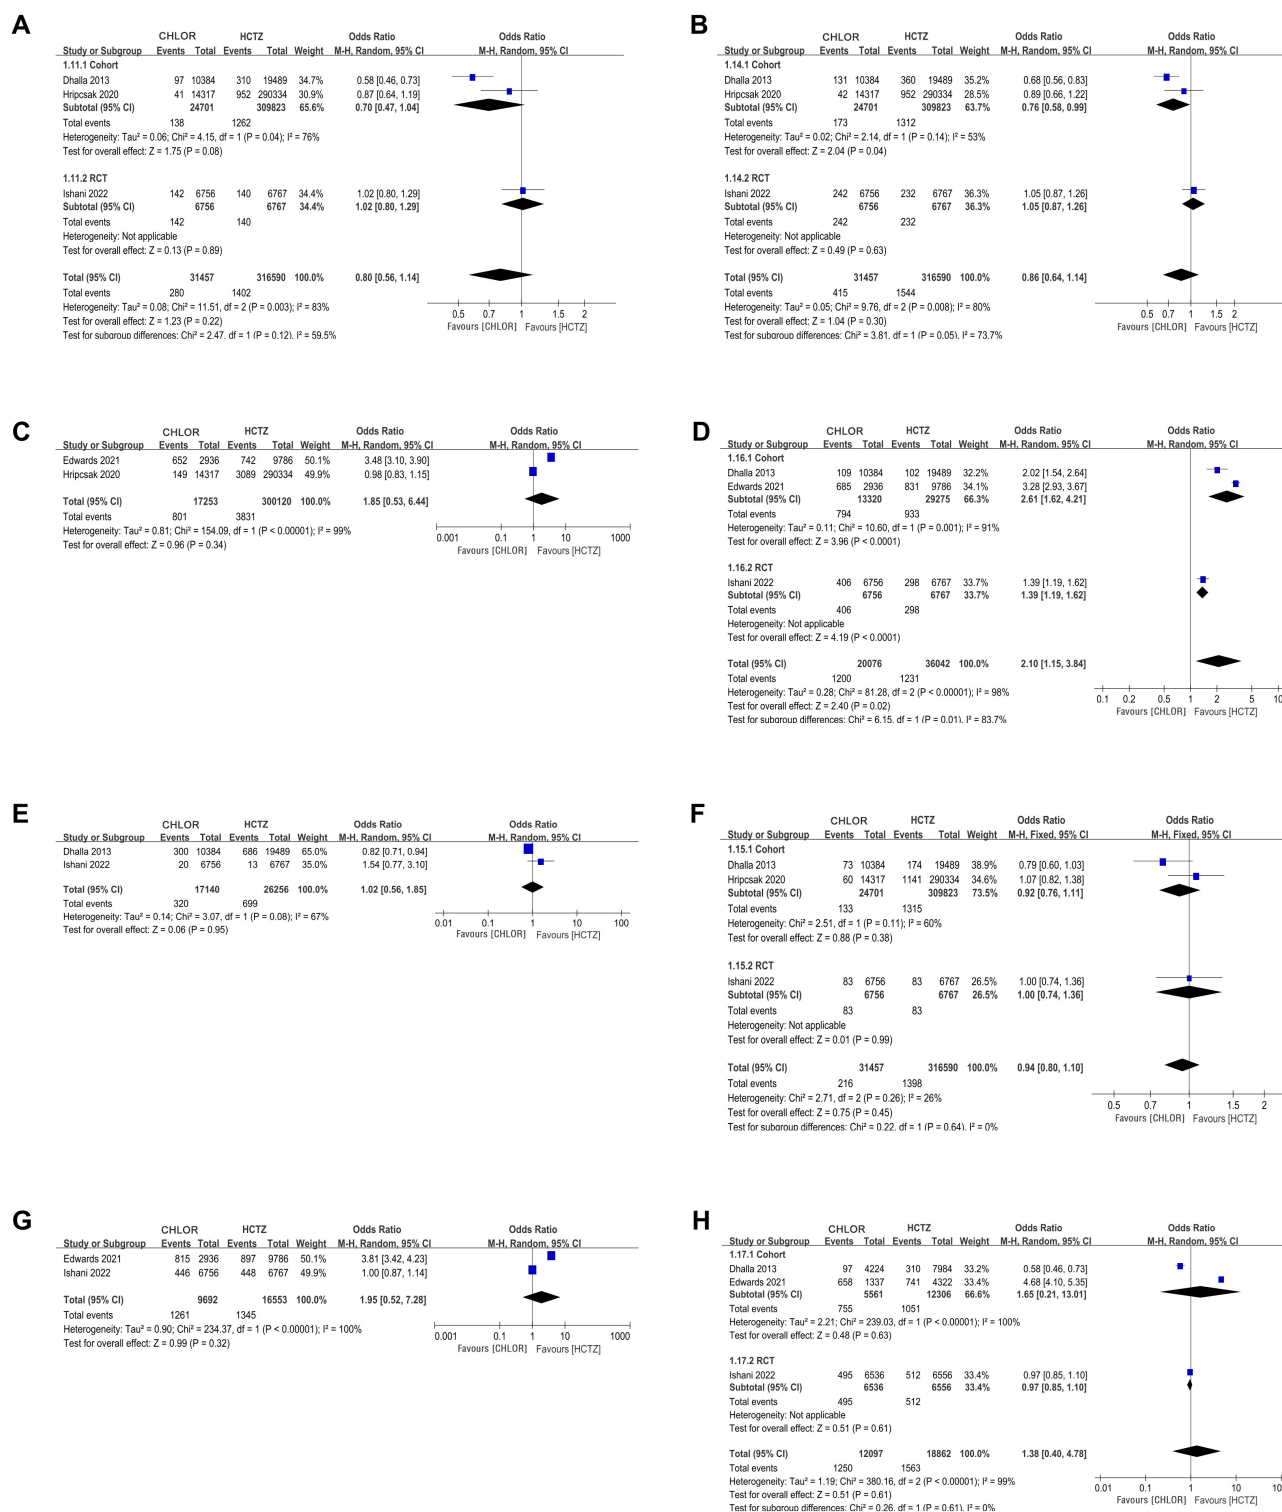 A
CHLOR HCTZ Odds Ratio Odds Ratio
Study or Subgroup Events Total Events Total Weight M-H, Random, 95% CI M-H, Random, 95% CI
1.11.1 Cohort
Dhalla 2013 97 10384 310 19489 34.7% 0.58 [0.46, 0.73]
Hripcsak 2020 41 14317 952 290334 30.9% 0.87 [0.64, 1.19]
Subtotal (95% CI) 24701 309823 65.6% 0.70 [0.47, 1.04]
Total events 138 1262
Heterogeneity: Tau² = 0.06; Chi² = 4.15, df = 1 (P = 0.04); I² = 76%
Test for overall effect: Z = 1.75 (P = 0.08)
1.11.2 RCT
Ishani 2022 142 6756 140 6767 34.4% 1.02 [0.80, 1.29]
Subtotal (95% CI) 6756 6767 34.4% 1.02 [0.80, 1.29]
Total events 142 140
Heterogeneity: Not applicable
Test for overall effect: Z = 0.13 (P = 0.89)
Total (95% CI) 31457 316590 100.0% 0.80 [0.56, 1.14]
Total events 280 1402
Heterogeneity: Tau² = 0.08; Chi² = 11.51, df = 2 (P = 0.003); I² = 83%
Test for overall effect: Z = 1.23 (P = 0.22)
Test for subgroup differences: Chi² = 2.47, df = 1 (P = 0.12), I² = 59.5%
0.5 0.7 1 1.5 2
Favours [CHLOR] Favours [HCTZ]
B
CHLOR HCTZ Odds Ratio Odds Ratio
Study or Subgroup Events Total Events Total Weight M-H, Random, 95% CI M-H, Random, 95% CI
1.14.1 Cohort
Dhalla 2013 131 10384 360 19489 35.2% 0.68 [0.56, 0.83]
Hripcsak 2020 42 14317 952 290334 28.5% 0.89 [0.66, 1.22]
Subtotal (95% CI) 24701 309823 63.7% 0.76 [0.58, 0.99]
Total events 173 1312
Heterogeneity: Tau² = 0.02; Chi² = 2.14, df = 1 (P = 0.14); I² = 53%
Test for overall effect: Z = 2.04 (P = 0.04)
1.14.2 RCT
Ishani 2022 242 6756 232 6767 36.3% 1.05 [0.87, 1.26]
Subtotal (95% CI) 6756 6767 36.3% 1.05 [0.87, 1.26]
Total events 242 232
Heterogeneity: Not applicable
Test for overall effect: Z = 0.49 (P = 0.63)
Total (95% CI) 31457 316590 100.0% 0.86 [0.64, 1.14]
Total events 415 1544
Heterogeneity: Tau² = 0.05; Chi² = 9.76, df = 2 (P = 0.008); I² = 80%
Test for overall effect: Z = 1.04 (P = 0.30)
Test for subgroup differences: Chi² = 3.81, df = 1 (P = 0.05), I² = 73.7%
0.5 0.7 1 1.5 2
Favours [CHLOR] Favours [HCTZ]
C
CHLOR HCTZ Odds Ratio Odds Ratio
Study or Subgroup Events Total Events Total Weight M-H, Random, 95% CI M-H, Random, 95% CI
Edwards 2021 652 2936 742 9786 50.1% 3.48 [3.10, 3.90]
Hripcsak 2020 149 14317 3089 290334 49.9% 0.98 [0.83, 1.15]
Total (95% CI) 17253 300120 100.0% 1.85 [0.53, 6.44]
Total events 801 3831
Heterogeneity: Tau² = 0.81; Chi² = 154.09, df = 1 (P < 0.00001); I² = 99%
Test for overall effect: Z = 0.96 (P = 0.34)
0.001 0.1 1 10 1000
Favours [CHLOR] Favours [HCTZ]
D
CHLOR HCTZ Odds Ratio Odds Ratio
Study or Subgroup Events Total Events Total Weight M-H, Random, 95% CI M-H, Random, 95% CI
1.16.1 Cohort
Dhalla 2013 109 10384 102 19489 32.2% 2.02 [1.54, 2.64]
Edwards 2021 685 2936 831 9786 34.1% 3.28 [2.93, 3.67]
Subtotal (95% CI) 13320 29275 66.3% 2.61 [1.62, 4.21]
Total events 794 933
Heterogeneity: Tau² = 0.11; Chi² = 10.60, df = 1 (P = 0.001); I² = 91%
Test for overall effect: Z = 3.96 (P < 0.0001)
1.16.2 RCT
Ishani 2022 406 6756 298 6767 33.7% 1.39 [1.19, 1.62]
Subtotal (95% CI) 6756 6767 33.7% 1.39 [1.19, 1.62]
Total events 406 298
Heterogeneity: Not applicable
Test for overall effect: Z = 4.19 (P < 0.0001)
Total (95% CI) 20076 36042 100.0% 2.10 [1.15, 3.84]
Total events 1200 1231
Heterogeneity: Tau² = 0.28; Chi² = 81.28, df = 2 (P < 0.00001); I² = 98%
Test for overall effect: Z = 2.40 (P = 0.02)
Test for subgroup differences: Chi² = 6.15, df = 1 (P = 0.01), I² = 83.7%
0.1 0.2 0.5 1 2 5 10
Favours [CHLOR] Favours [HCTZ]
E
CHLOR HCTZ Odds Ratio Odds Ratio
Study or Subgroup Events Total Events Total Weight M-H, Random, 95% CI M-H, Random, 95% CI
Dhalla 2013 300 10384 686 19489 65.0% 0.82 [0.71, 0.94]
Ishani 2022 20 6756 13 6767 35.0% 1.54 [0.77, 3.10]
Total (95% CI) 17140 26256 100.0% 1.02 [0.56, 1.85]
Total events 320 699
Heterogeneity: Tau² = 0.14; Chi² = 3.07, df = 1 (P = 0.08); I² = 67%
Test for overall effect: Z = 0.06 (P = 0.95)
0.01 0.1 1 10 100
Favours [CHLOR] Favours [HCTZ]
F
CHLOR HCTZ Odds Ratio Odds Ratio
Study or Subgroup Events Total Events Total Weight M-H, Fixed, 95% CI M-H, Fixed, 95% CI
1.15.1 Cohort
Dhalla 2013 73 10384 174 19489 38.9% 0.79 [0.60, 1.03]
Hripcsak 2020 60 14317 1141 290334 34.6% 1.07 [0.82, 1.38]
Subtotal (95% CI) 24701 309823 73.5% 0.92 [0.76, 1.11]
Total events 133 1315
Heterogeneity: Chi² = 2.51, df = 1 (P = 0.11); I² = 60%
Test for overall effect: Z = 0.88 (P = 0.38)
1.15.2 RCT
Ishani 2022 83 6756 83 6767 26.5% 1.00 [0.74, 1.36]
Subtotal (95% CI) 6756 6767 26.5% 1.00 [0.74, 1.36]
Total events 83 83
Heterogeneity: Not applicable
Test for overall effect: Z = 0.01 (P = 0.99)
Total (95% CI) 31457 316590 100.0% 0.94 [0.80, 1.10]
Total events 216 1398
Heterogeneity: Chi² = 2.71, df = 2 (P = 0.26); I² = 26%
Test for overall effect: Z = 0.75 (P = 0.45)
Test for subgroup differences: Chi² = 0.22, df = 1 (P = 0.64), I² = 0%
0.5 0.7 1 1.5 2
Favours [CHLOR] Favours [HCTZ]
G
CHLOR HCTZ Odds Ratio Odds Ratio
Study or Subgroup Events Total Events Total Weight M-H, Random, 95% CI M-H, Random, 95% CI
Edwards 2021 815 2936 897 9786 50.1% 3.81 [3.42, 4.23]
Ishani 2022 446 6756 448 6767 49.9% 1.00 [0.87, 1.14]
Total (95% CI) 9692 16553 100.0% 1.95 [0.52, 7.28]
Total events 1261 1345
Heterogeneity: Tau² = 0.90; Chi² = 234.37, df = 1 (P < 0.00001); I² = 100%
Test for overall effect: Z = 0.99 (P = 0.32)
0.001 0.1 1 10 1000
Favours [CHLOR] Favours [HCTZ]
H
CHLOR HCTZ Odds Ratio Odds Ratio
Study or Subgroup Events Total Events Total Weight M-H, Random, 95% CI M-H, Random, 95% CI
1.17.1 Cohort
Dhalla 2013 97 4224 310 7984 33.2% 0.58 [0.46, 0.73]
Edwards 2021 658 1337 741 4322 33.4% 4.68 [4.10, 5.35]
Subtotal (95% CI) 5561 12306 66.6% 1.65 [0.21, 13.01]
Total events 755 1051
Heterogeneity: Tau² = 2.21; Chi² = 239.03, df = 1 (P < 0.00001); I² = 100%
Test for overall effect: Z = 0.48 (P = 0.63)
1.17.2 RCT
Ishani 2022 495 6536 512 6556 33.4% 0.97 [0.85, 1.10]
Subtotal (95% CI) 6536 6556 33.4% 0.97 [0.85, 1.10]
Total events 495 512
Heterogeneity: Not applicable
Test for overall effect: Z = 0.51 (P = 0.61)
Total (95% CI) 12097 18862 100.0% 1.38 [0.40, 4.78]
Total events 1250 1563
Heterogeneity: Tau² = 1.19; Chi² = 380.16, df = 2 (P < 0.00001); I² = 99%
Test for overall effect: Z = 0.51 (P = 0.61)
Test for subgroup differences: Chi² = 0.26, df = 1 (P = 0.61), I² = 0%
0.01 0.1 1 10
Favours [CHLOR] Favours [HCTZ]